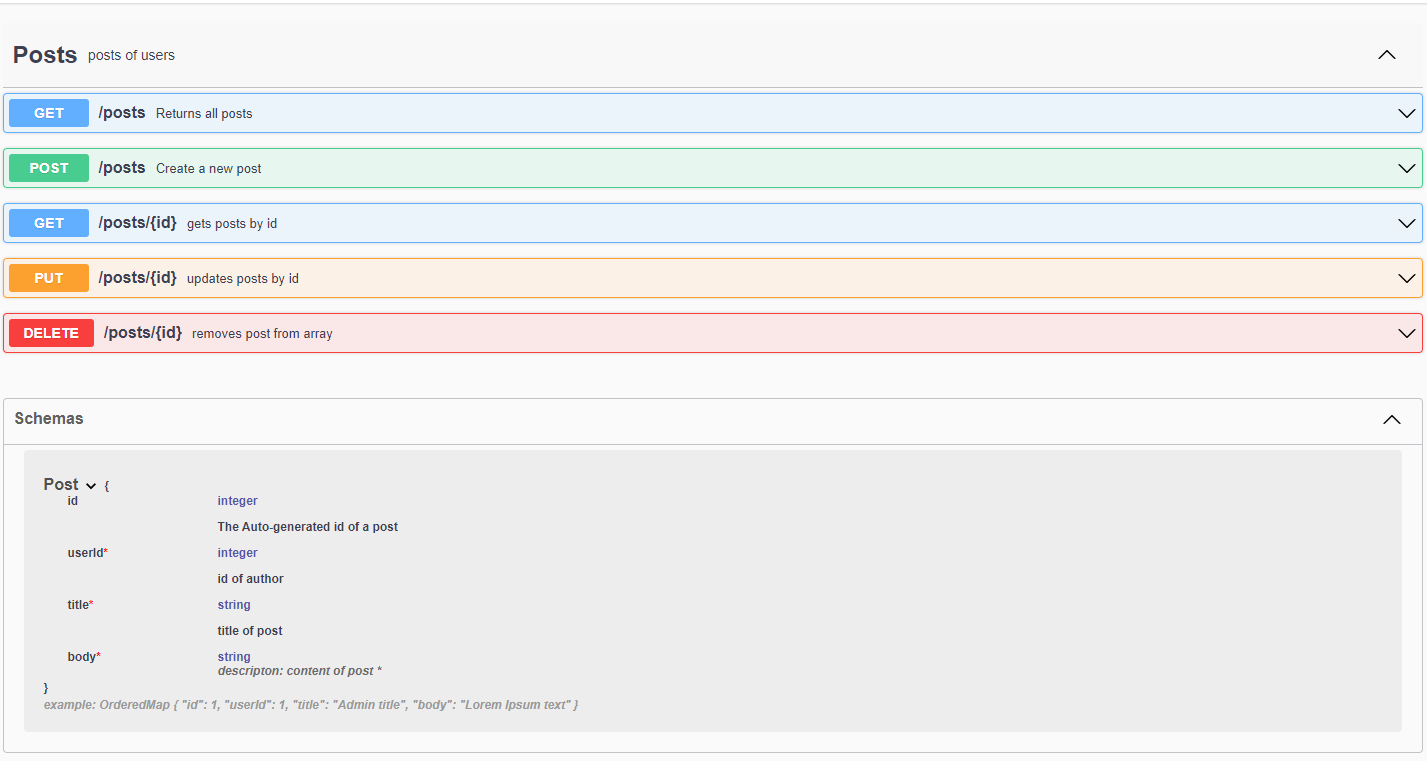 Posts posts of users
GET /posts Returns all posts
POST /posts Create a new post
GET /posts/{id} gets posts by id
PUT /posts/{id} updates posts by id
DELETE /posts/{id} removes post from array
Schemas
Post {
id integer
The Auto-generated id of a post
userId* integer
id of author
title* string
title of post
body* string
descripton: content of post *
}
example: OrderedMap { "id": 1, "userId": 1, "title": "Admin title", "body": "Lorem Ipsum text" }